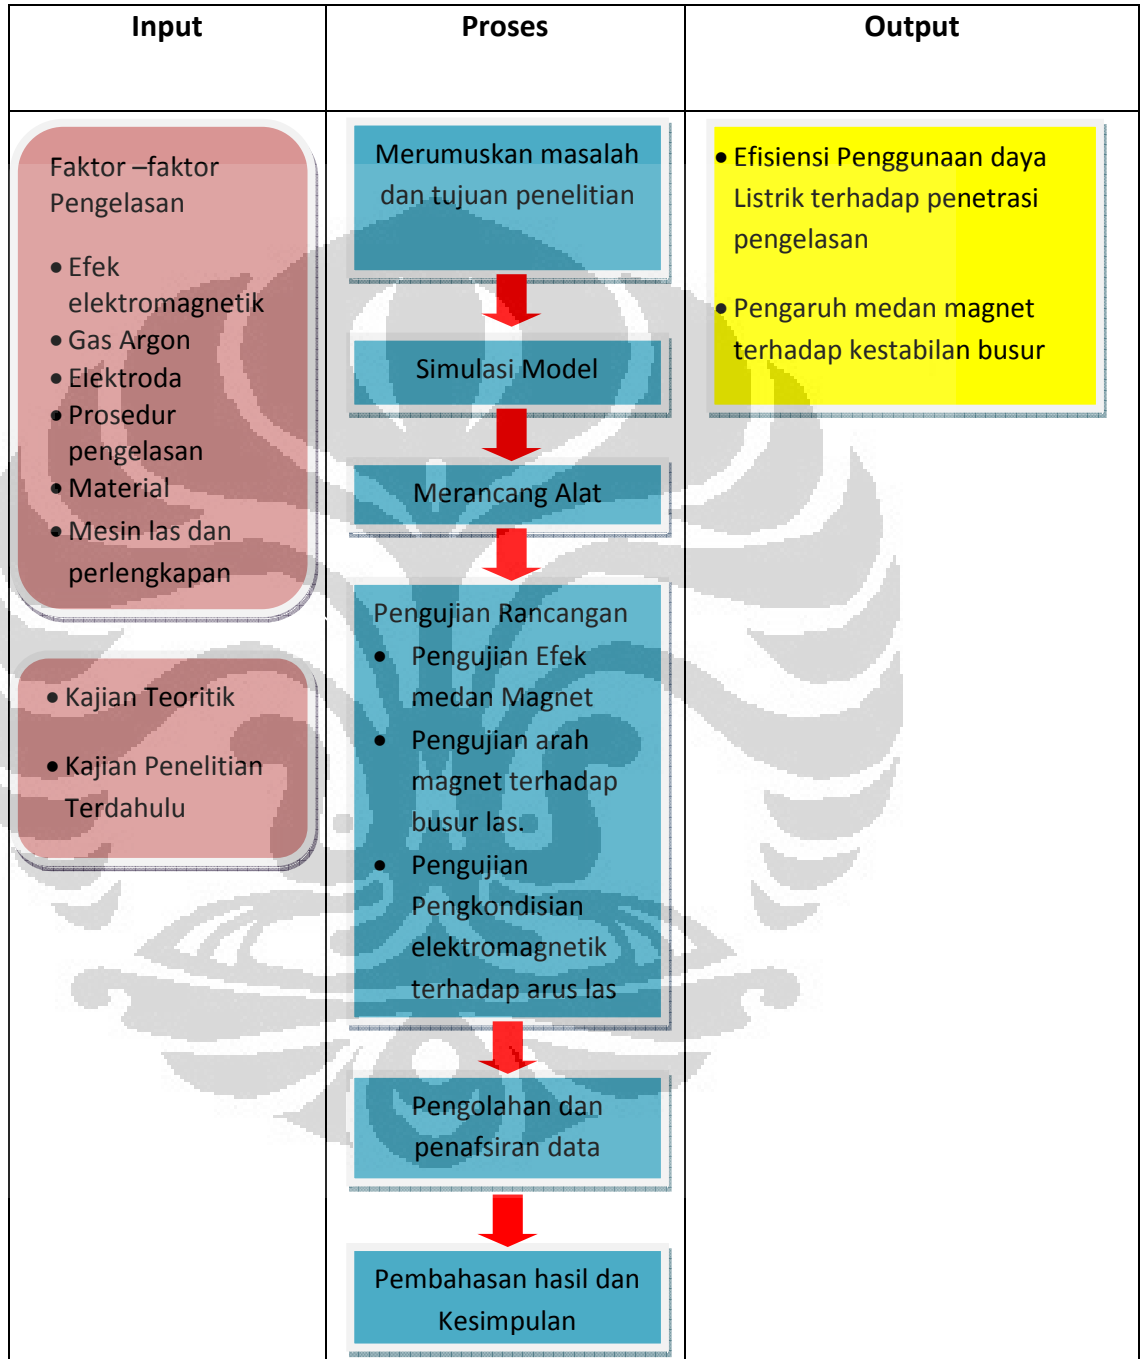 Input
Proses
Output
Faktor –faktor
Pengelasan
• Efek
elektromagnetik
• Gas Argon
• Elektroda
• Prosedur
pengelasan
• Material
• Mesin las dan
perlengkapan
• Kajian Teoritik
• Kajian Penelitian
Terdahulu
Merumuskan masalah
dan tujuan penelitian
Simulasi Model
Merancang Alat
Pengujian Rancangan
• Pengujian Efek
medan Magnet
• Pengujian arah
magnet terhadap
busur las.
• Pengujian
Pengkondisian
elektromagnetik
terhadap arus las
Pengolahan dan
penafsiran data
Pembahasan hasil dan
Kesimpulan
• Efisiensi Penggunaan daya
Listrik terhadap penetrasi
pengelasan
• Pengaruh medan magnet
terhadap kestabilan busur